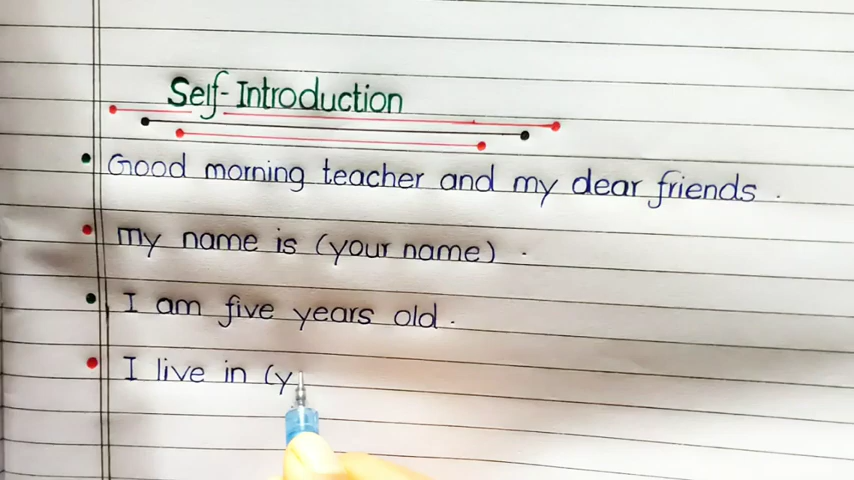 Self-Introduction
Good morning teacher and my dear friends.
my name is (your name).
I am five years old.
I live in (y